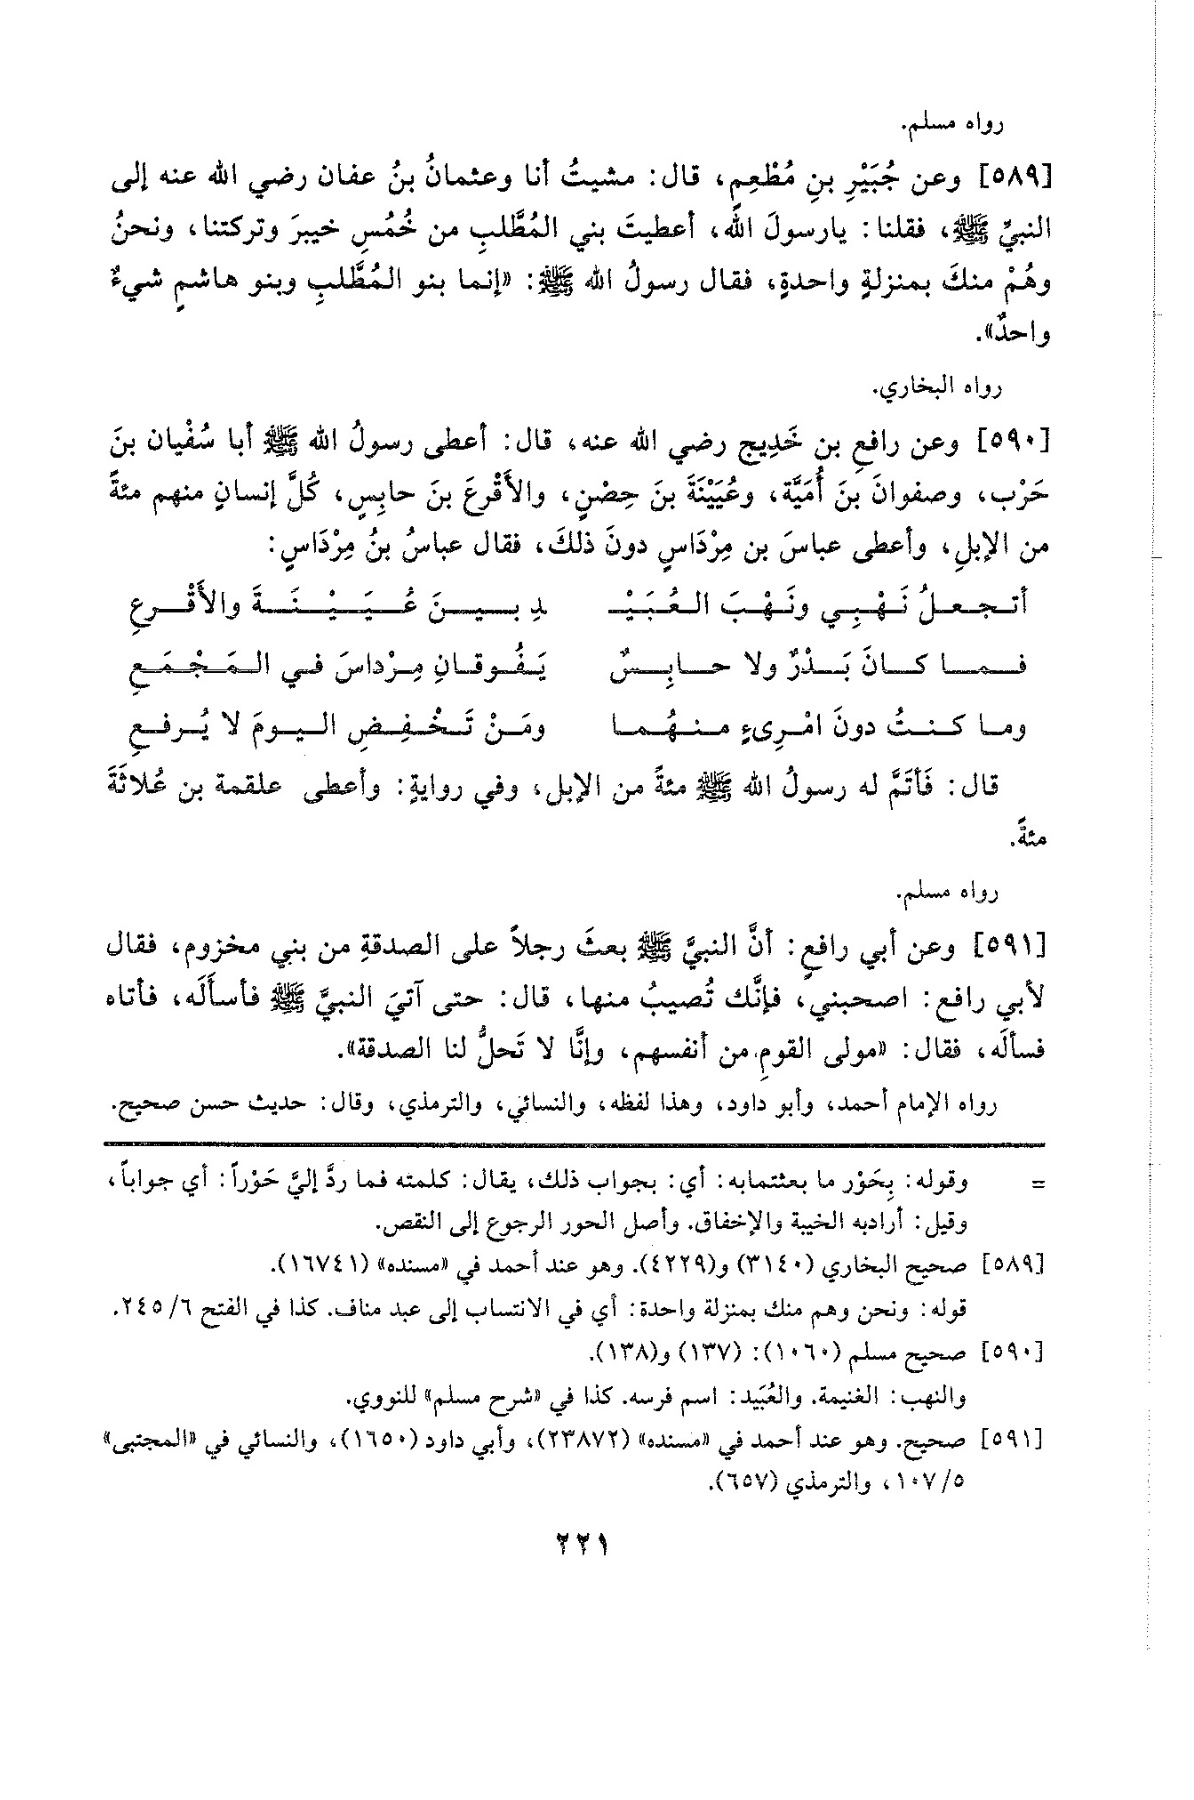 رواه مسلم.
[٥٨٩] وعن جُبَيْرِ بنِ مُطْعِمٍ، قال: مشيتُ أنا وعثمانُ بنُ عفان رضي الله عنه إلى
النبيِّ ﷺ، فقلنا: يارسولَ الله، أعطيتَ بني المُطَّلبِ من خُمُسِ خيبرَ وتركتنا، ونحنُ
وهُمْ منكَ بمنزلةٍ واحدةٍ، فقال رسولُ الله ﷺ: «إنما بنو المُطَّلبِ وبنو هاشمٍ شيءٌ
واحدٌ».
رواه البخاري.
[٥٩٠] وعن رافعِ بن خَدِيج رضي الله عنه، قال: أعطى رسولُ الله ﷺ أبا سُفْيان بنَ
حَرْب، وصفوانَ بنَ أُمَيَّة، وعُيَيْنَةَ بنَ حِصْنٍ، والأَقْرعَ بنَ حابِسٍ، كُلَّ إنسانٍ منهم مئةً
من الإبلِ، وأعطى عباسَ بن مِرْدَاسٍ دونَ ذلكَ، فقال عباسُ بنُ مِرْدَاسٍ:
أتجعلُ نَهْبِي ونَهْبَ العُبَيْـ ـدِ بينَ عُيَيْنَةَ والأَقْرعِ
فما كانَ بَدْرٌ ولا حابِسٌ يَفُوقانِ مِرْداسَ في المَجْمَعِ
وما كنتُ دونَ امْرِىءٍ منهُما ومَنْ تَخْفِضِ اليومَ لا يُرفعِ
قال: فَأتَمَّ له رسولُ الله ﷺ مئةً من الإبل، وفي روايةٍ: وأعطى علقمة بن عُلاثَةَ
مئةً.
رواه مسلم.
[٥٩١] وعن أبي رافعٍ: أنَّ النبيَّ ﷺ بعثَ رجلاً على الصدقةِ من بني مخزوم، فقال
لأبي رافع: اصحبني، فإنَّك تُصيبُ منها، قال: حتى آتيَ النبيَّ ﷺ فأسأَلَه، فأتاه
فسألَه، فقال: «مولى القومِ من أنفسهم، وإنَّا لا تَحلُّ لنا الصدقة».
رواه الإمام أحمد، وأبو داود، وهذا لفظه، والنسائي، والترمذي، وقال: حديث حسن صحيح.
= وقوله: بِحَوْر ما بعثتمابه: أي: بجواب ذلك، يقال: كلمته فما ردَّ إليَّ حَوْراً: أي جواباً،
وقيل: أرادبه الخيبة والإخفاق. وأصل الحور الرجوع إلى النقص.
[٥٨٩] صحيح البخاري (٣١٤٠) و(٤٢٢٩). وهو عند أحمد في «مسنده» (١٦٧٤١).
قوله: ونحن وهم منك بمنزلة واحدة: أي في الانتساب إلى عبد مناف. كذا في الفتح ٢٤٥/٦.
[٥٩٠] صحيح مسلم (١٠٦٠): (١٣٧) و(١٣٨).
والنهب: الغنيمة. والعُبَيد: اسم فرسه. كذا في «شرح مسلم» للنووي.
[٥٩١] صحيح. وهو عند أحمد في «مسنده» (٢٣٨٧٢)، وأبي داود (١٦٥٠)، والنسائي في «المجتبى»
١٠٧/٥، والترمذي (٦٥٧).
٢٢١